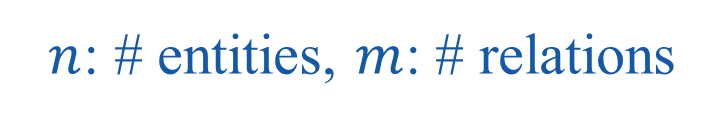 n: # entities, m: # relations